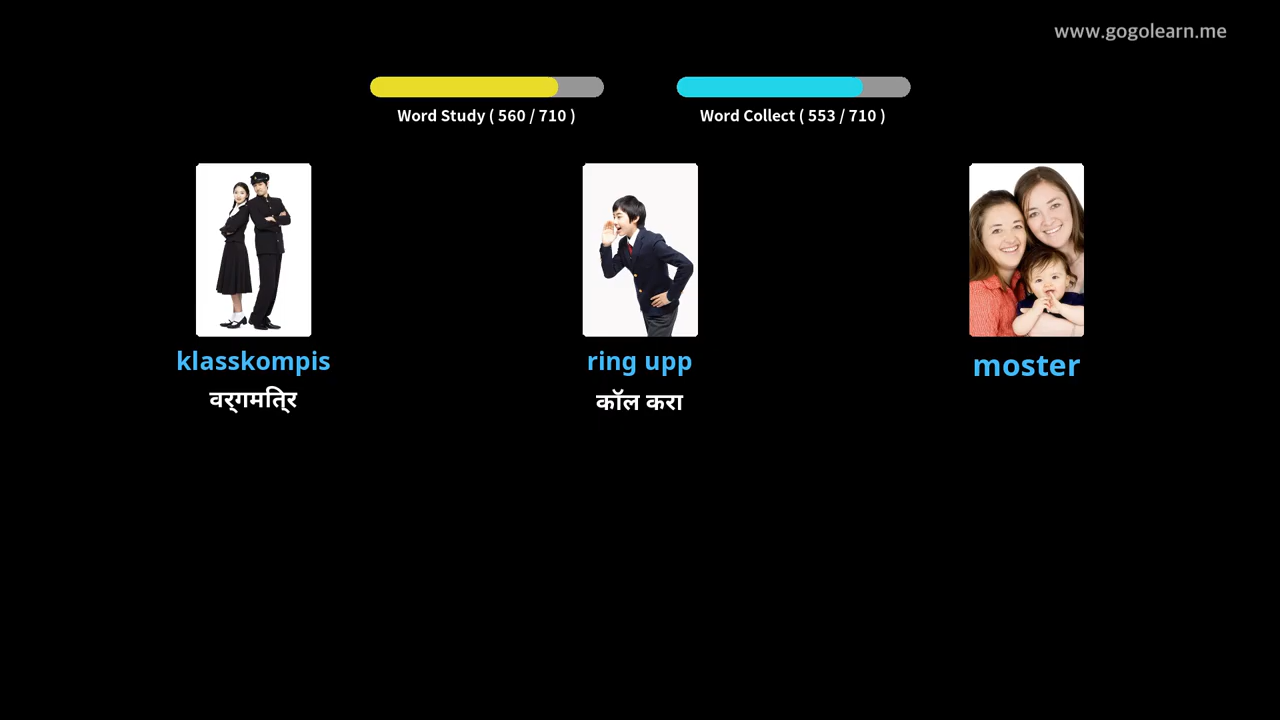 www.gogolearn.me
Word Study ( 560 / 710 )
Word Collect ( 553 / 710 )
klasskompis
ring upp
moster
वर्गमित्र
कॉल करा